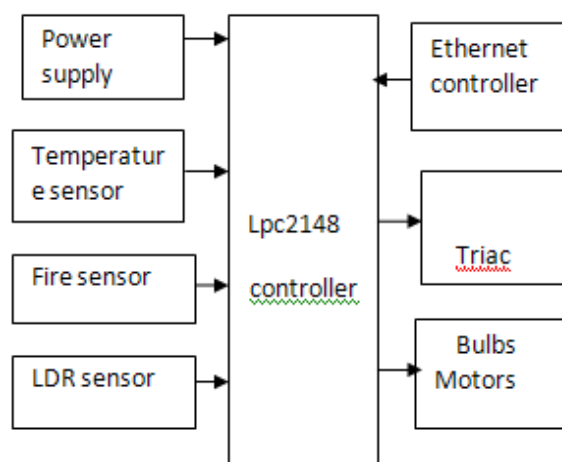 Power
supply
Temperatur
e sensor
Fire sensor
LDR sensor
Lpc2148
controller
Ethernet
controller
Triac
Bulbs
Motors